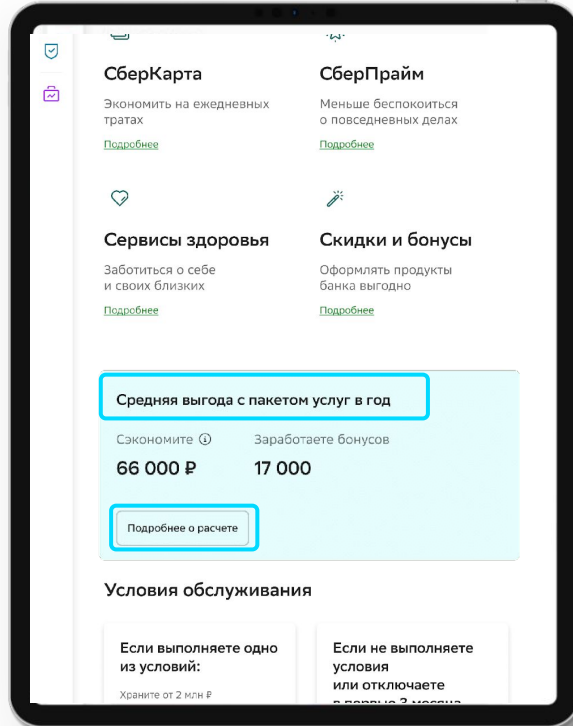 СберКарта
СберПрайм
Экономить на ежедневных
тратах
Меньше беспокоиться
о повседневных делах
Подробнее
Подробнее
Сервисы здоровья
Скидки и бонусы
Заботиться о себе
и своих близких
Оформлять продукты
банка выгодно
Подробнее
Подробнее
Средняя выгода с пакетом услуг в год
Сэкономите
Заработаете бонусов
66 000 ₽
17 000
Подробнее о расчете
Условия обслуживания
Если выполняете одно
из условий:
Храните от 2 млн ₽
Если не выполняете
условия
или отключаете
в первые 3 месяца